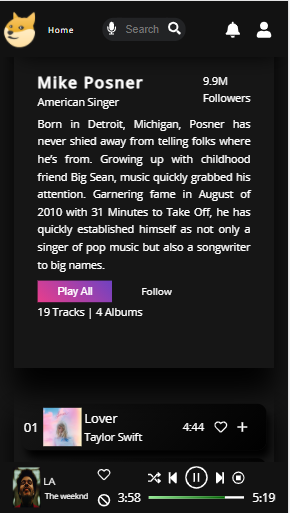 Home
Search
Mike Posner
9.9M
American Singer
Followers
Born in Detroit, Michigan, Posner has
never shied away from telling folks where
he's from. Growing up with childhood
friend Big Sean, music quickly grabbed his
attention. Garnering fame in August of
2010 with 31 Minutes to Take Off, he has
quickly established himself as not only a
singer of pop music but also a songwriter
to big names.
Play All
Follow
19 Tracks | 4 Albums
01
Lover
Taylor Swift
4:44
LA
The weeknd
3:58
5:19